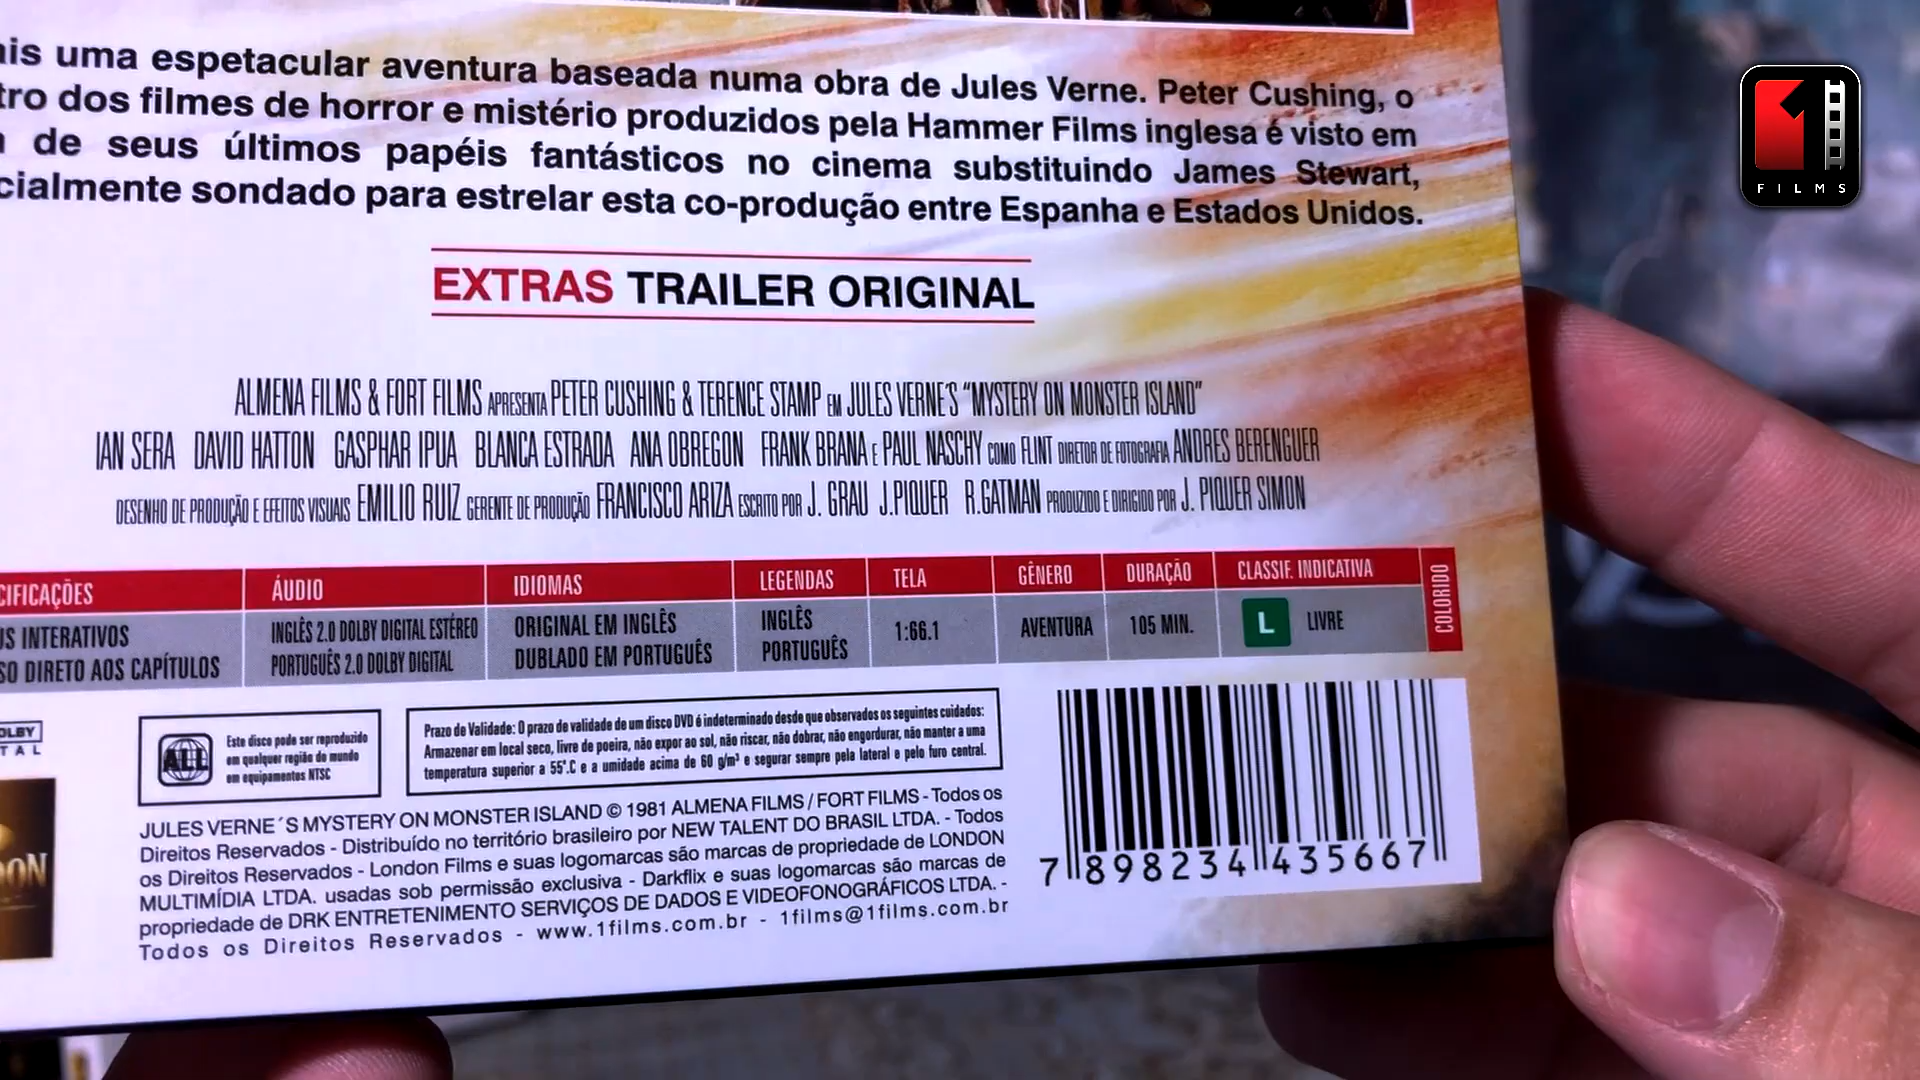 uma espetacular aventura baseada numa obra de Jules Verne. Peter Cushing, o
dos filmes de horror e mistério produzidos pela Hammer Films inglesa é visto em
de seus últimos papéis fantásticos no cinema substituindo James Stewart,
cialmente sondado para estrelar esta co-produção entre Espanha e Estados Unidos.
FILMS
EXTRAS TRAILER ORIGINAL
ALMENA FILMS & FORT FILMS APRESENTA PETER CUSHING & TERENCE STAMP EM JULES VERNE'S "MYSTERY ON MONSTER ISLAND"
IAN SERA DAVID HATTON GASPHAR IPUA BLANCA ESTRADA ANA OBREGON FRANK BRANA E PAUL NASCHY COMO FLINT DIRETOR DE FOTOGRAFIA ANDRES BERENGUER
DESENHO DE PRODUÇÃO E EFEITOS VISUAIS EMILIO RUIZ GERENTE DE PRODUÇÃO FRANCISCO ARIZA ESCRITO POR J. GRAU J.PIQUER R.GATMAN PRODUZIDO E DIRIGIDO POR J. PIQUER SIMON
CIFICAÇÕES ÁUDIO IDIOMAS LEGENDAS TELA GÊNERO DURAÇÃO CLASSIF. INDICATIVA COLORIDO
US INTERATIVOS INGLÊS 2.0 DOLBY DIGITAL ESTÉREO ORIGINAL EM INGLÊS INGLÊS 1:66.1 AVENTURA 105 MIN. L LIVRE
SO DIRETO AOS CAPÍTULOS PORTUGUÊS 2.0 DOLBY DIGITAL DUBLADO EM PORTUGUÊS PORTUGUÊS
OLBY
TAL
ALL
Este disco pode ser reproduzido
em qualquer região do mundo
em equipamentos NTSC
Prazo de Validade: O prazo de validade de um disco DVD é indeterminado desde que observados os seguintes cuidados:
Armazenar em local seco, livre de poeira, não expor ao sol, não riscar, não dobrar, não engordurar, não manter a uma
temperatura superior a 55°.C e a umidade acima de 60 g/m³ e segurar sempre pela lateral e pelo furo central.
DON
JULES VERNE´S MYSTERY ON MONSTER ISLAND © 1981 ALMENA FILMS / FORT FILMS - Todos os
Direitos Reservados - Distribuído no território brasileiro por NEW TALENT DO BRASIL LTDA. - Todos
os Direitos Reservados - London Films e suas logomarcas são marcas de propriedade de LONDON
MULTIMÍDIA LTDA. usadas sob permissão exclusiva - Darkflix e suas logomarcas são marcas de
propriedade de DRK ENTRETENIMENTO SERVIÇOS DE DADOS E VIDEOFONOGRÁFICOS LTDA. -
Todos os Direitos Reservados - www.1films.com.br - 1films@1films.com.br
7 898234 435667